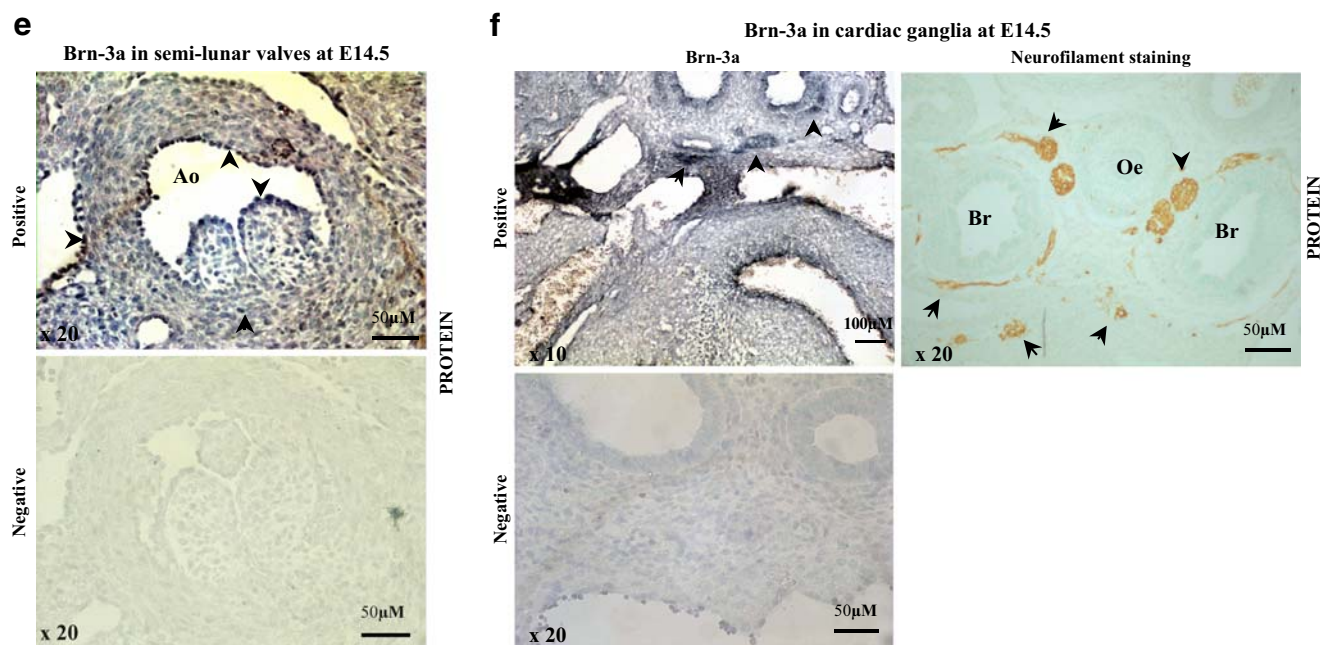 e
Brn-3a in semi-lunar valves at E14.5
Positive
Ao
x 20
50µM
PROTEIN
Negative
x 20
50µM
f
Brn-3a in cardiac ganglia at E14.5
Brn-3a
Neurofilament staining
Positive
x 10
100µM
Oe
Br
Br
x 20
50µM
PROTEIN
Negative
x 20
50µM